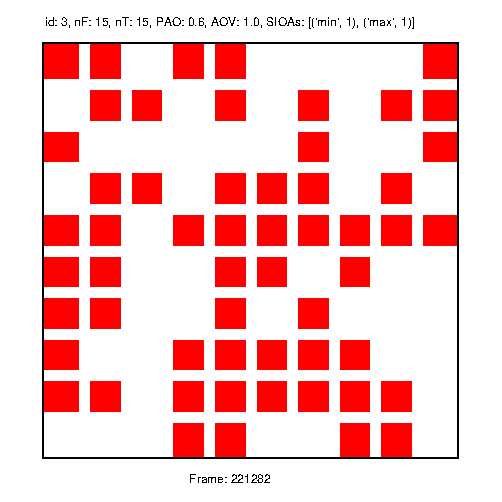 id: 3, nF: 15, nT: 15, PAO: 0.6, AOV: 1.0, SIOAs: [('min', 1), ('max', 1)]
Frame: 221282